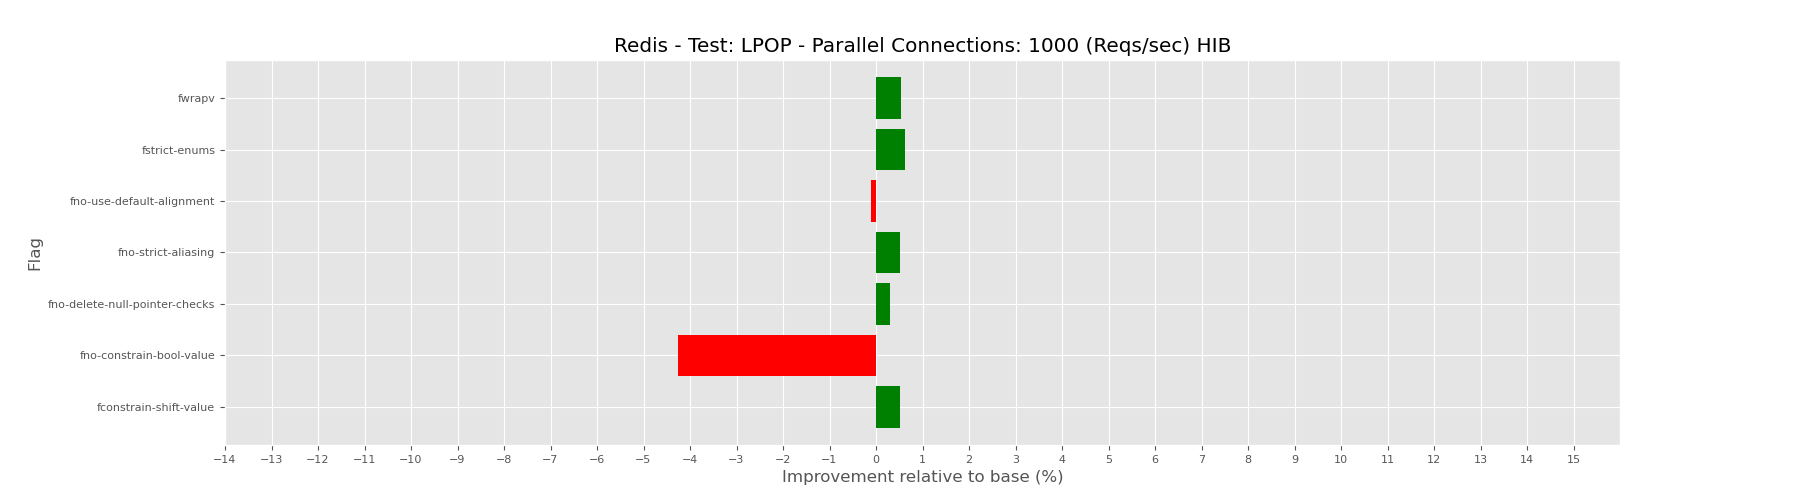 Redis - Test: LPOP - Parallel Connections: 1000 (Reqs/sec) HIB
Flag
fwrapv
fstrict-enums
fno-use-default-alignment
fno-strict-aliasing
fno-delete-null-pointer-checks
fno-constrain-bool-value
fconstrain-shift-value
−14 −13 −12 −11 −10 −9 −8 −7 −6 −5 −4 −3 −2 −1 0 1 2 3 4 5 6 7 8 9 10 11 12 13 14 15
Improvement relative to base (%)